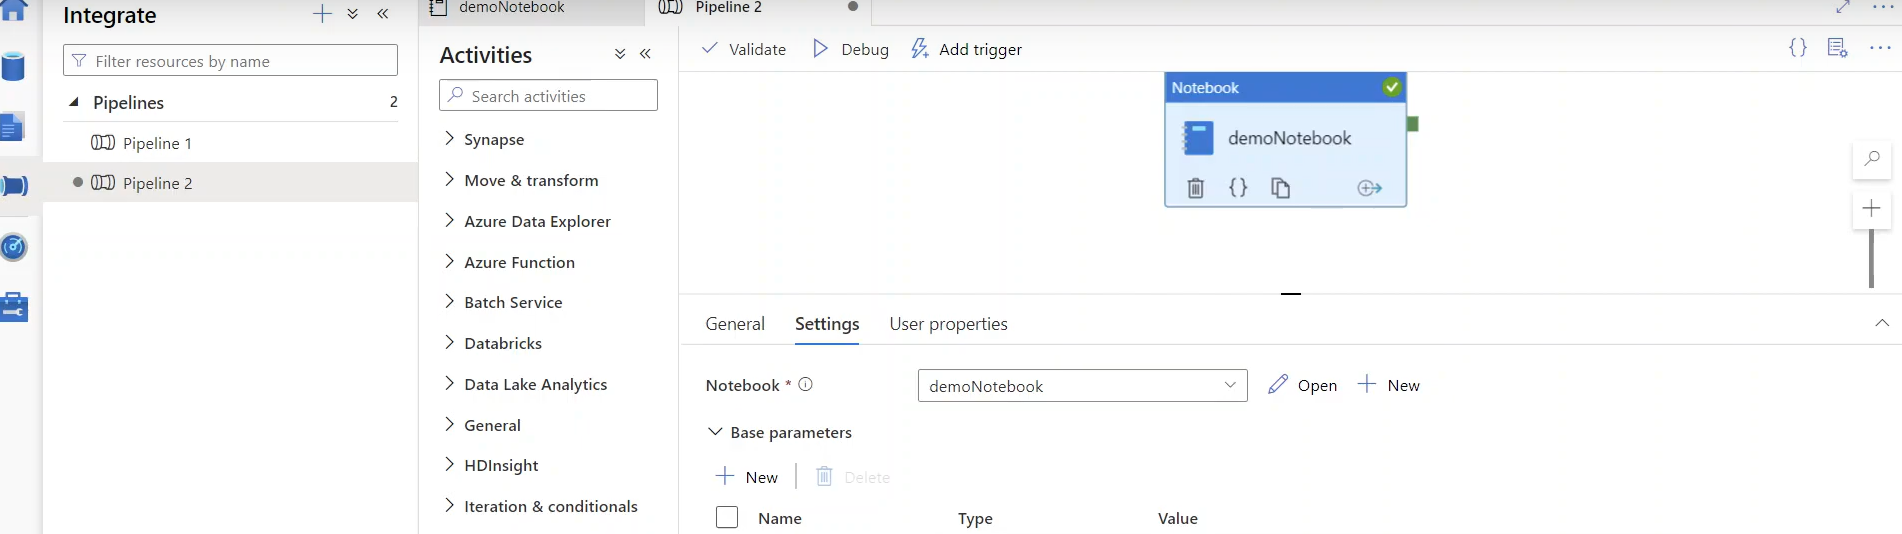 Integrate
Filter resources by name
Pipelines 2
Pipeline 1
Pipeline 2
demoNotebook
Pipeline 2
Activities
Search activities
Synapse
Move & transform
Azure Data Explorer
Azure Function
Batch Service
Databricks
Data Lake Analytics
General
HDInsight
Iteration & conditionals
Validate Debug Add trigger
Notebook
demoNotebook
General Settings User properties
Notebook * demoNotebook Open New
Base parameters
New Delete
Name Type Value